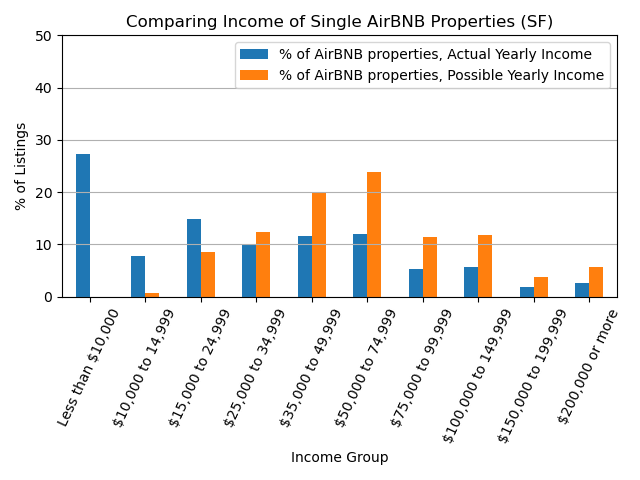 Comparing Income of Single AirBNB Properties (SF)
% of AirBNB properties, Actual Yearly Income
% of AirBNB properties, Possible Yearly Income
% of Listings
50
40
30
20
10
0
Less than $10,000
$10,000 to 14,999
$15,000 to 24,999
$25,000 to 34,999
$35,000 to 49,999
$50,000 to 74,999
$75,000 to 99,999
$100,000 to 149,999
$150,000 to 199,999
$200,000 or more
Income Group